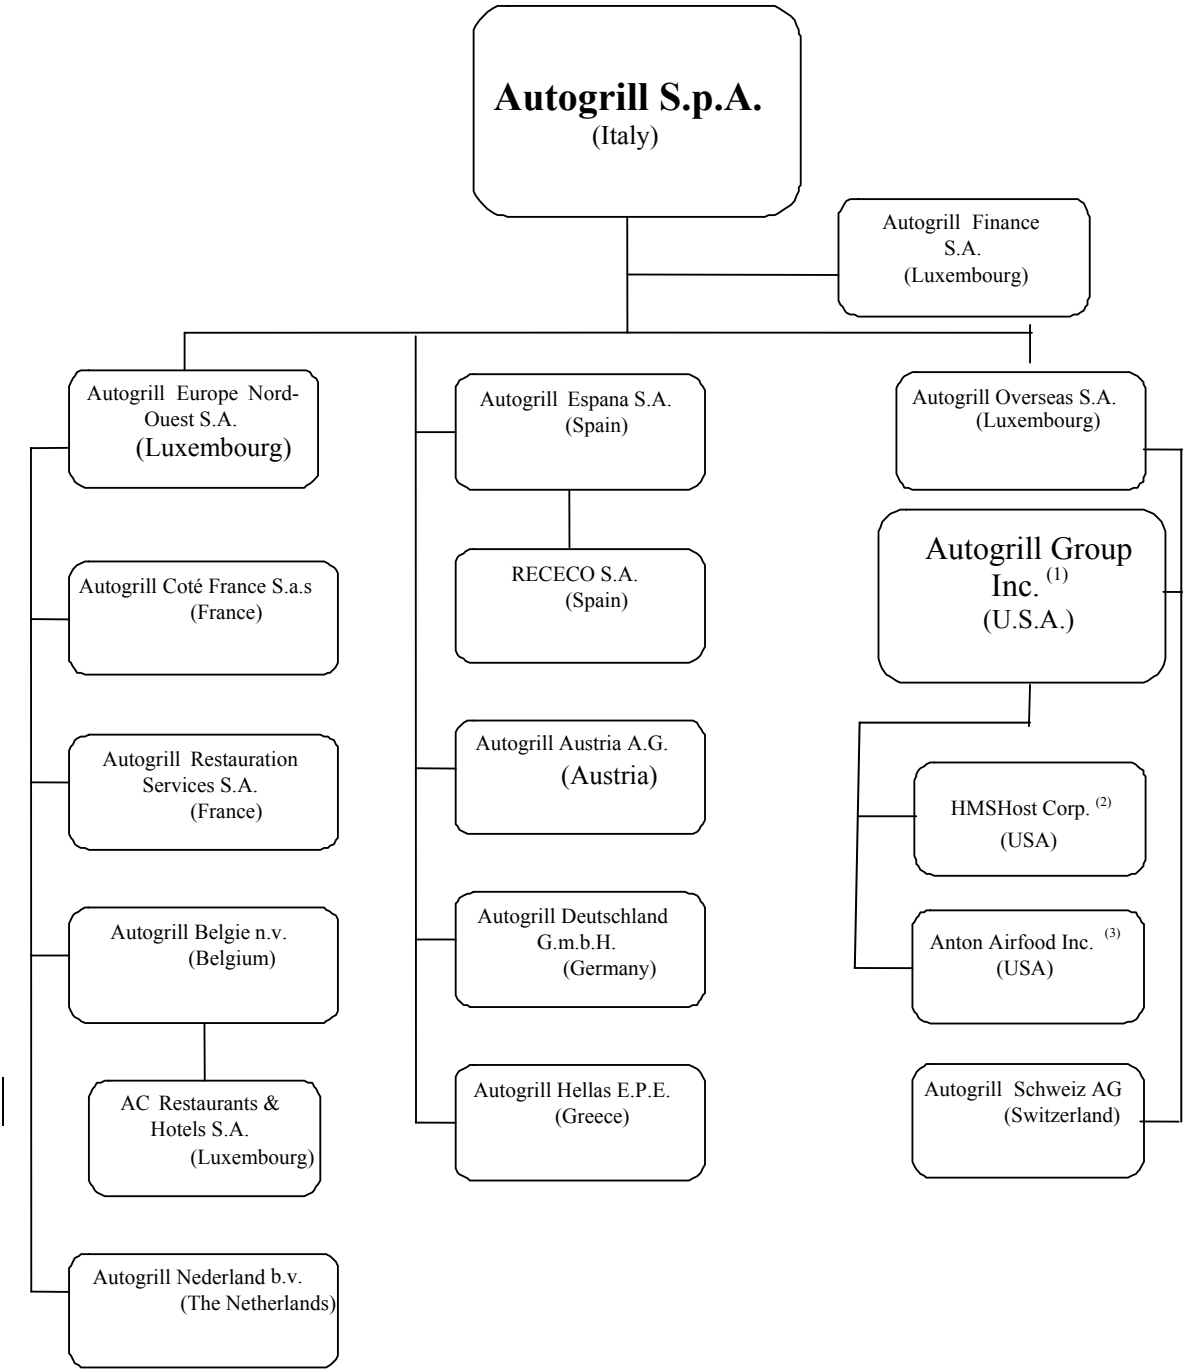 Autogrill S.p.A.
(Italy)
Autogrill Finance
S.A.
(Luxembourg)
Autogrill Europe Nord-
Ouest S.A.
(Luxembourg)
Autogrill Coté France S.a.s
(France)
Autogrill Restauration
Services S.A.
(France)
Autogrill Belgie n.v.
(Belgium)
AC Restaurants &
Hotels S.A.
(Luxembourg)
Autogrill Nederland b.v.
(The Netherlands)
Autogrill Espana S.A.
(Spain)
RECECO S.A.
(Spain)
Autogrill Austria A.G.
(Austria)
Autogrill Deutschland
G.m.b.H.
(Germany)
Autogrill Hellas E.P.E.
(Greece)
Autogrill Overseas S.A.
(Luxembourg)
Autogrill Group
Inc. (1)
(U.S.A.)
HMSHost Corp. (2)
(USA)
Anton Airfood Inc. (3)
(USA)
Autogrill Schweiz AG
(Switzerland)